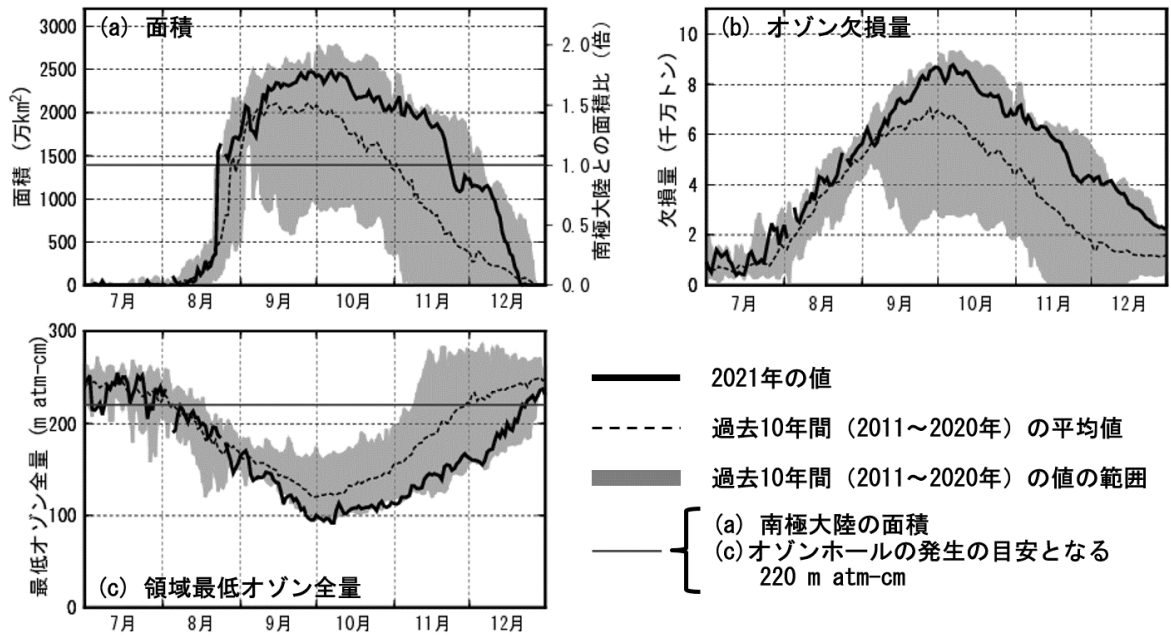 (a) 面積
面積 (万km²)
3000
2500
2000
1500
1000
500
0
南極大陸との面積比 (倍)
2.0
1.5
1.0
0.5
0.0
7月 8月 9月 10月 11月 12月
(b) オゾン欠損量
欠損量 (千万トン)
10
8
6
4
2
0
7月 8月 9月 10月 11月 12月
(c) 領域最低オゾン全量
最低オゾン全量 (m atm-cm)
300
200
100
0
7月 8月 9月 10月 11月 12月
2021年の値
過去10年間 (2011～2020年) の平均値
過去10年間 (2011～2020年) の値の範囲
(a) 南極大陸の面積
(c) オゾンホールの発生の目安となる
220 m atm-cm